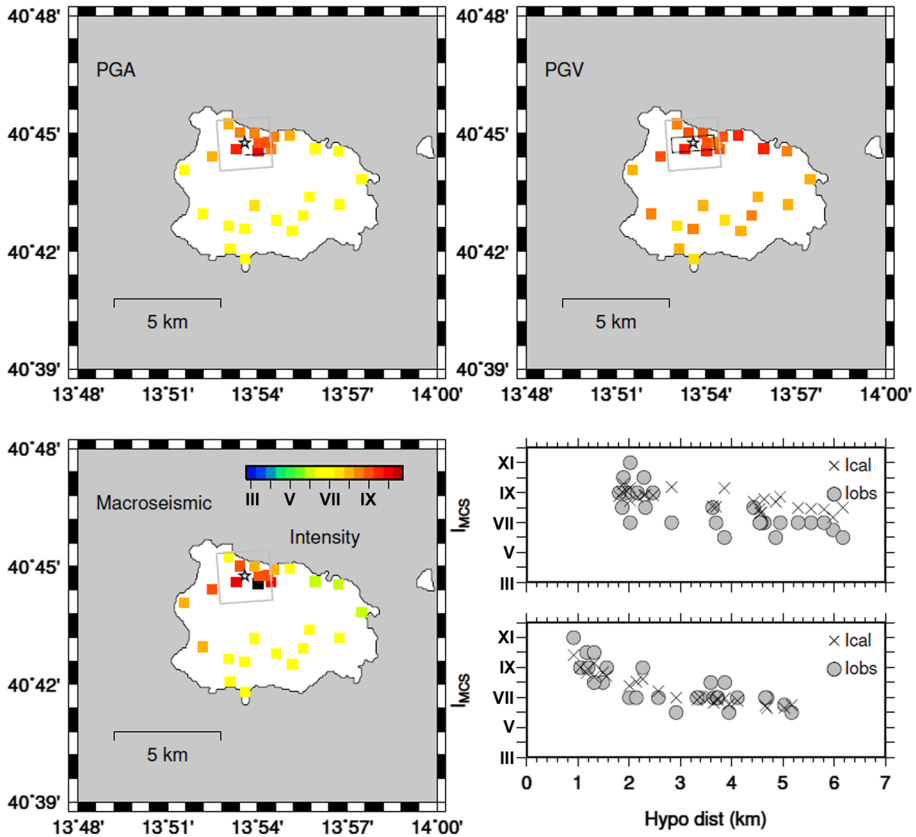 40°48'
40°48'
PGA
PGV
40°45'
40°45'
40°42'
40°42'
5 km
5 km
40°39'
40°39'
13°48' 13°51' 13°54' 13°57' 14°00'
13°48' 13°51' 13°54' 13°57' 14°00'
40°48'
III V VII IX
Macroseismic
Intensity
40°45'
40°42'
5 km
40°39'
13°48' 13°51' 13°54' 13°57' 14°00'
XI
IX
VII
V
III
I MCS
Ical
Iobs
XI
IX
VII
V
III
I MCS
Ical
Iobs
0 1 2 3 4 5 6 7
Hypo dist (km)